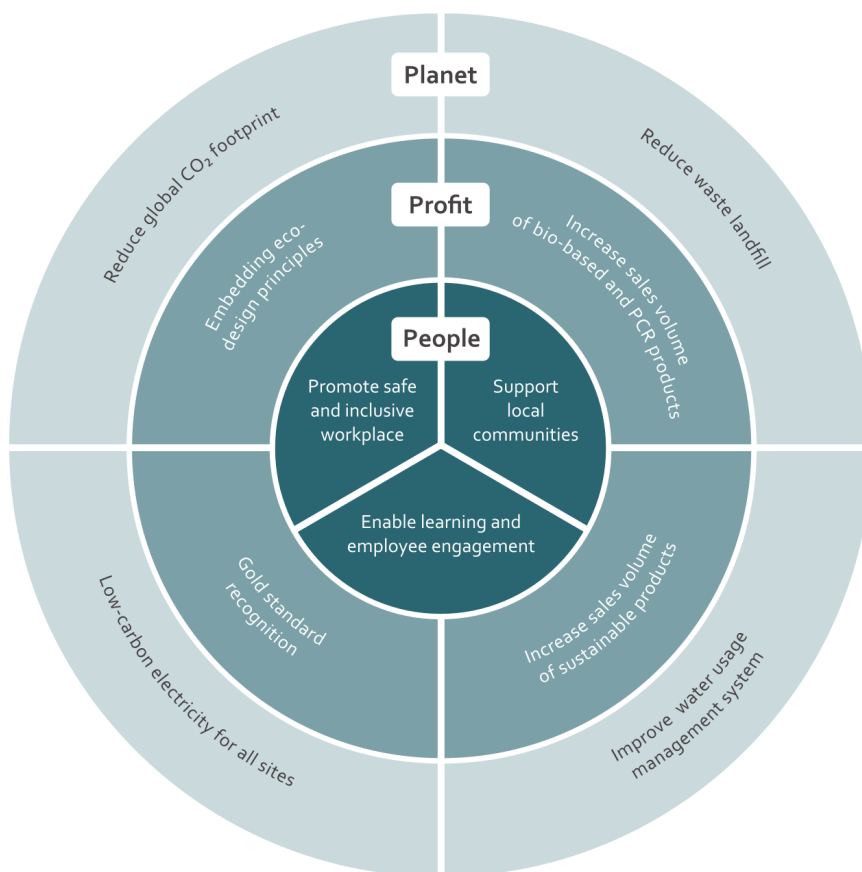 Planet
Reduce global CO₂ footprint
Reduce waste landfill
Low-carbon electricity for all sites
Improve water usage
management system
Profit
Embedding eco-
design principles
Increase sales volume
of bio-based and PCR products
Gold standard
recognition
Increase sales volume
of sustainable products
People
Promote safe
and inclusive
workplace
Support
local
communities
Enable learning and
employee engagement